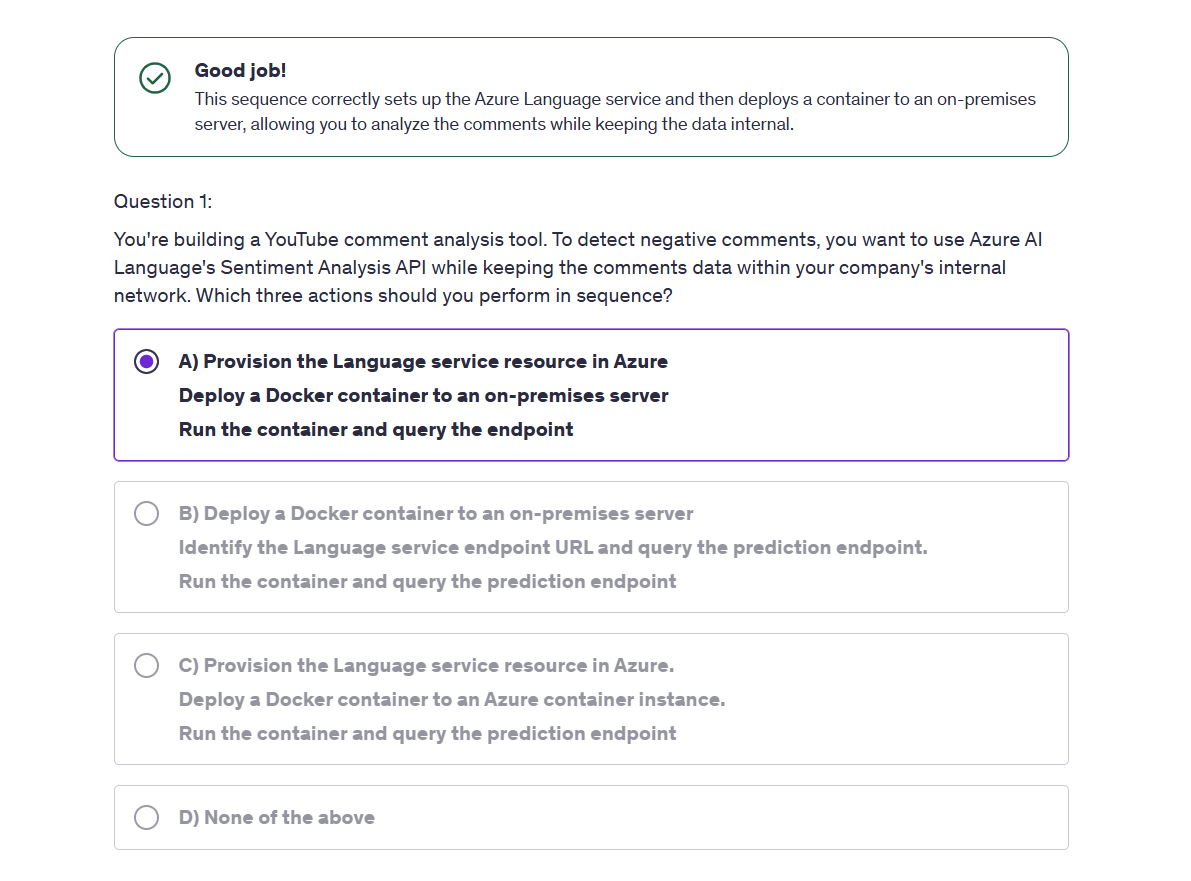 Good job!
This sequence correctly sets up the Azure Language service and then deploys a container to an on-premises
server, allowing you to analyze the comments while keeping the data internal.
Question 1:
You're building a YouTube comment analysis tool. To detect negative comments, you want to use Azure AI
Language's Sentiment Analysis API while keeping the comments data within your company's internal
network. Which three actions should you perform in sequence?
A) Provision the Language service resource in Azure
Deploy a Docker container to an on-premises server
Run the container and query the endpoint
B) Deploy a Docker container to an on-premises server
Identify the Language service endpoint URL and query the prediction endpoint.
Run the container and query the prediction endpoint
C) Provision the Language service resource in Azure.
Deploy a Docker container to an Azure container instance.
Run the container and query the prediction endpoint
D) None of the above